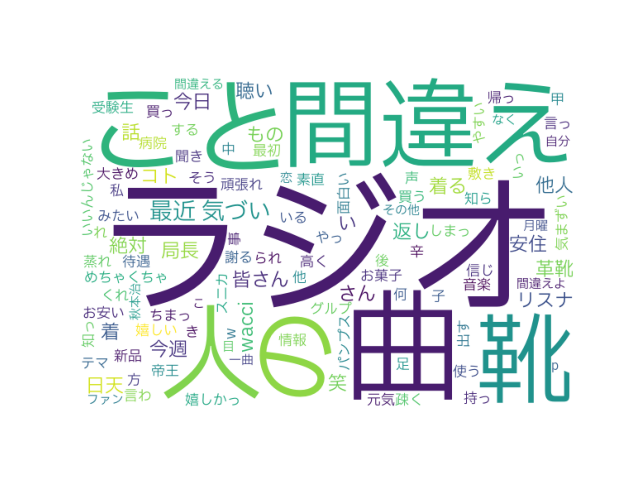 こと
間違え
ラジオ
人
6
曲
靴
間違える
受験生
買っ
今日
聴い
帰っ
甲
やすい
話
する
もの
なく
言っ
病院
聞き
中
最初
自分
いいんじゃない
大きめ
コト
そう
頑張れ
恋
素直
面白い
声
着る
敷き
他人
っい
私
みたい
最近
気づい
いる
い
買う
知ら
その他
気まずい
れ
絶対
局長
冊
やっ
返し
しまっ
月曜
安住
蒸れ
待遇
謝る
られ
高く
後
辛
めちゃくちゃ
皆さん
他
お菓子
信じ
革靴
くれ
秋本治
スニカ
さん
何
子
音楽
間違えよ
リスナ
お安い
ちまっ
こ
グルプ
パンプス
知っ
着
嬉しい
き
w
wacci
目
情報
出す
テマ
新品
今週
一曲
足
p
日天
方
帝王
笑
使う
ファン
言わ
嬉しかっ
元気
疎く
持っ